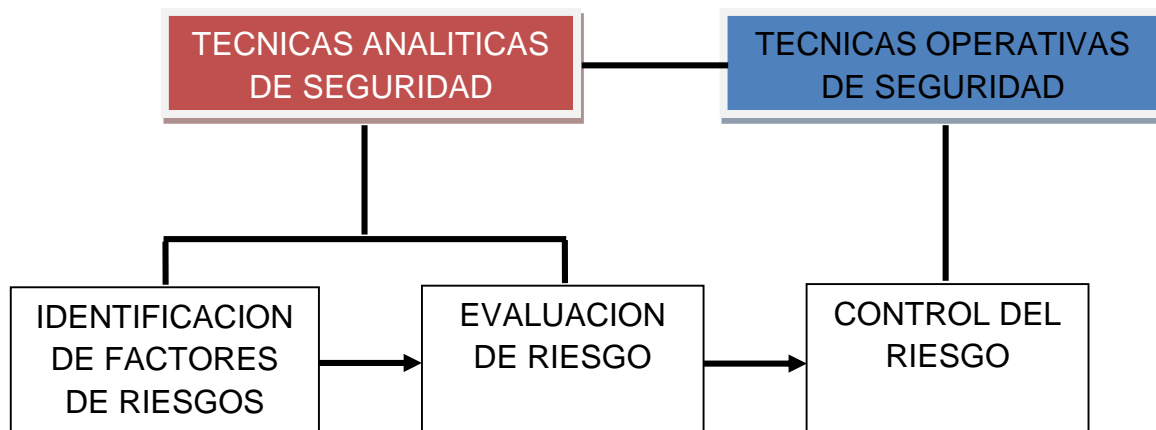 TECNICAS ANALITICAS
DE SEGURIDAD
TECNICAS OPERATIVAS
DE SEGURIDAD
IDENTIFICACION
DE FACTORES
DE RIESGOS
EVALUACION
DE RIESGO
CONTROL DEL
RIESGO